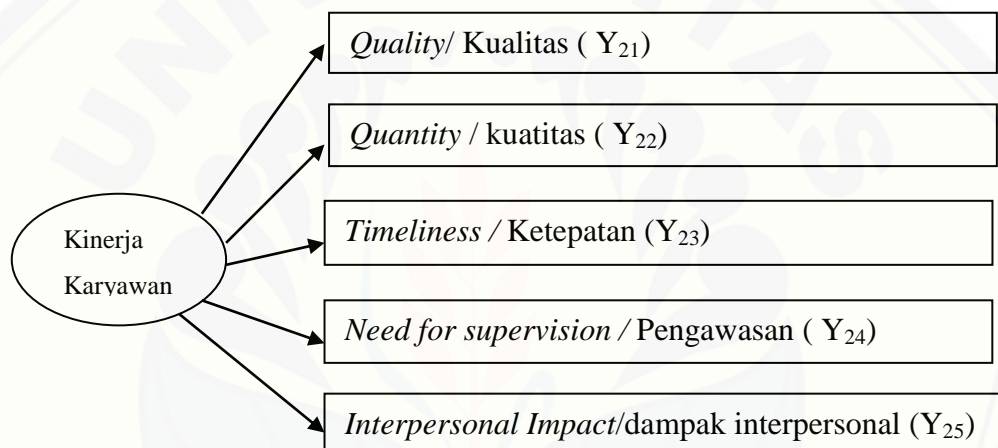 Quality/ Kualitas ( Y₂₁)
Quantity / kuatitas ( Y₂₂)
Timeliness / Ketepatan (Y₂₃)
Kinerja
Karyawan
Need for supervision / Pengawasan ( Y₂₄)
Interpersonal Impact/dampak interpersonal (Y₂₅)